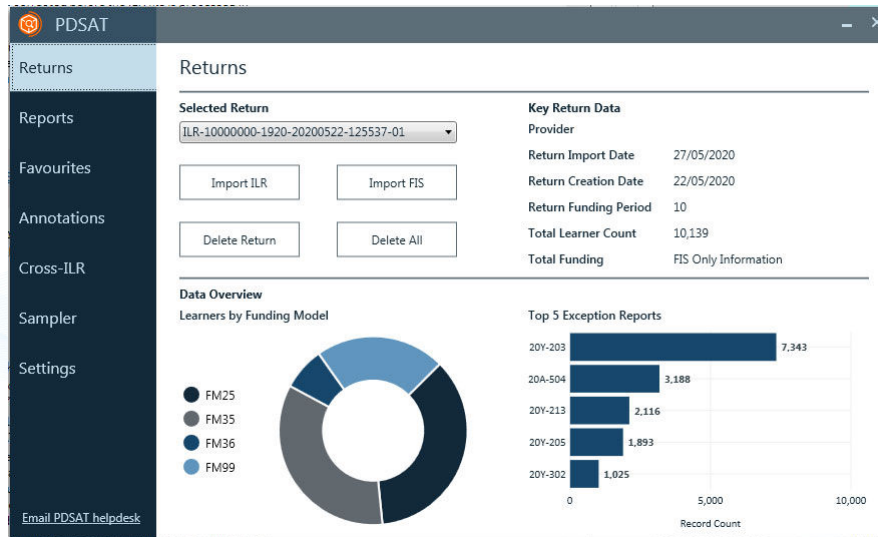 PDSAT
Returns
Reports
Favourites
Annotations
Cross-ILR
Sampler
Settings
Email PDSAT helpdesk
Returns
Selected Return
ILR-10000000-1920-20200522-125537-01
Import ILR
Import FIS
Delete Return
Delete All
Key Return Data
Provider
Return Import Date 27/05/2020
Return Creation Date 22/05/2020
Return Funding Period 10
Total Learner Count 10,139
Total Funding FIS Only Information
Data Overview
Learners by Funding Model
FM25
FM35
FM36
FM99
Top 5 Exception Reports
20Y-203 7,343
20A-504 3,188
20Y-213 2,116
20Y-205 1,893
20Y-302 1,025
0 5,000 10,000
Record Count